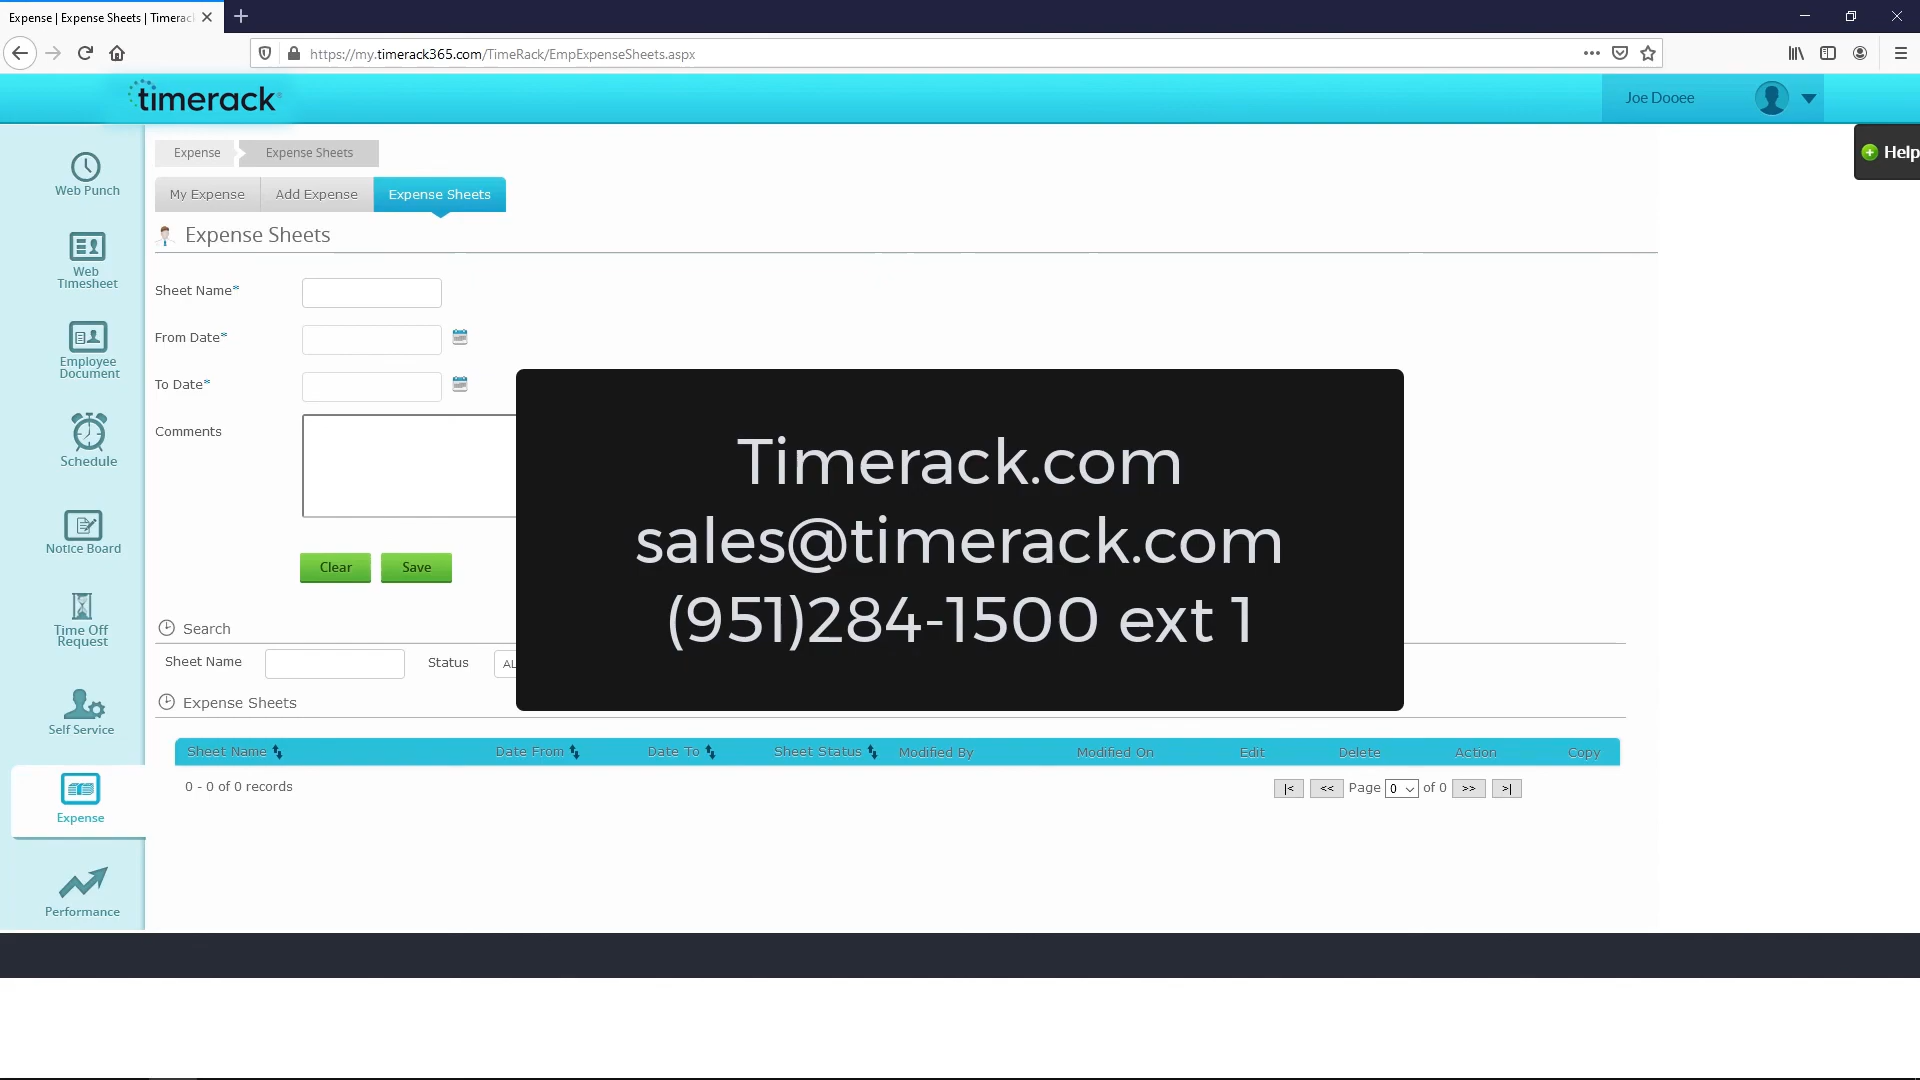 Expense | Expense Sheets | Timerac
https://my.timerack365.com/TimeRack/EmpExpenseSheets.aspx
timerack
Joe Dooee
Help
Expense
Expense Sheets
My Expense
Add Expense
Expense Sheets
Expense Sheets
Web Punch
Web
Timesheet
Employee
Document
Schedule
Notice Board
Time Off
Request
Self Service
Expense
Performance
Sheet Name*
From Date*
To Date*
Comments
Clear
Save
Timerack.com
sales@timerack.com
(951)284-1500 ext 1
Search
Sheet Name
Status
AL
Expense Sheets
Sheet Name Date From Date To Sheet Status Modified By Modified On Edit Delete Action Copy
0 - 0 of 0 records
|< << Page 0 of 0 >> >|